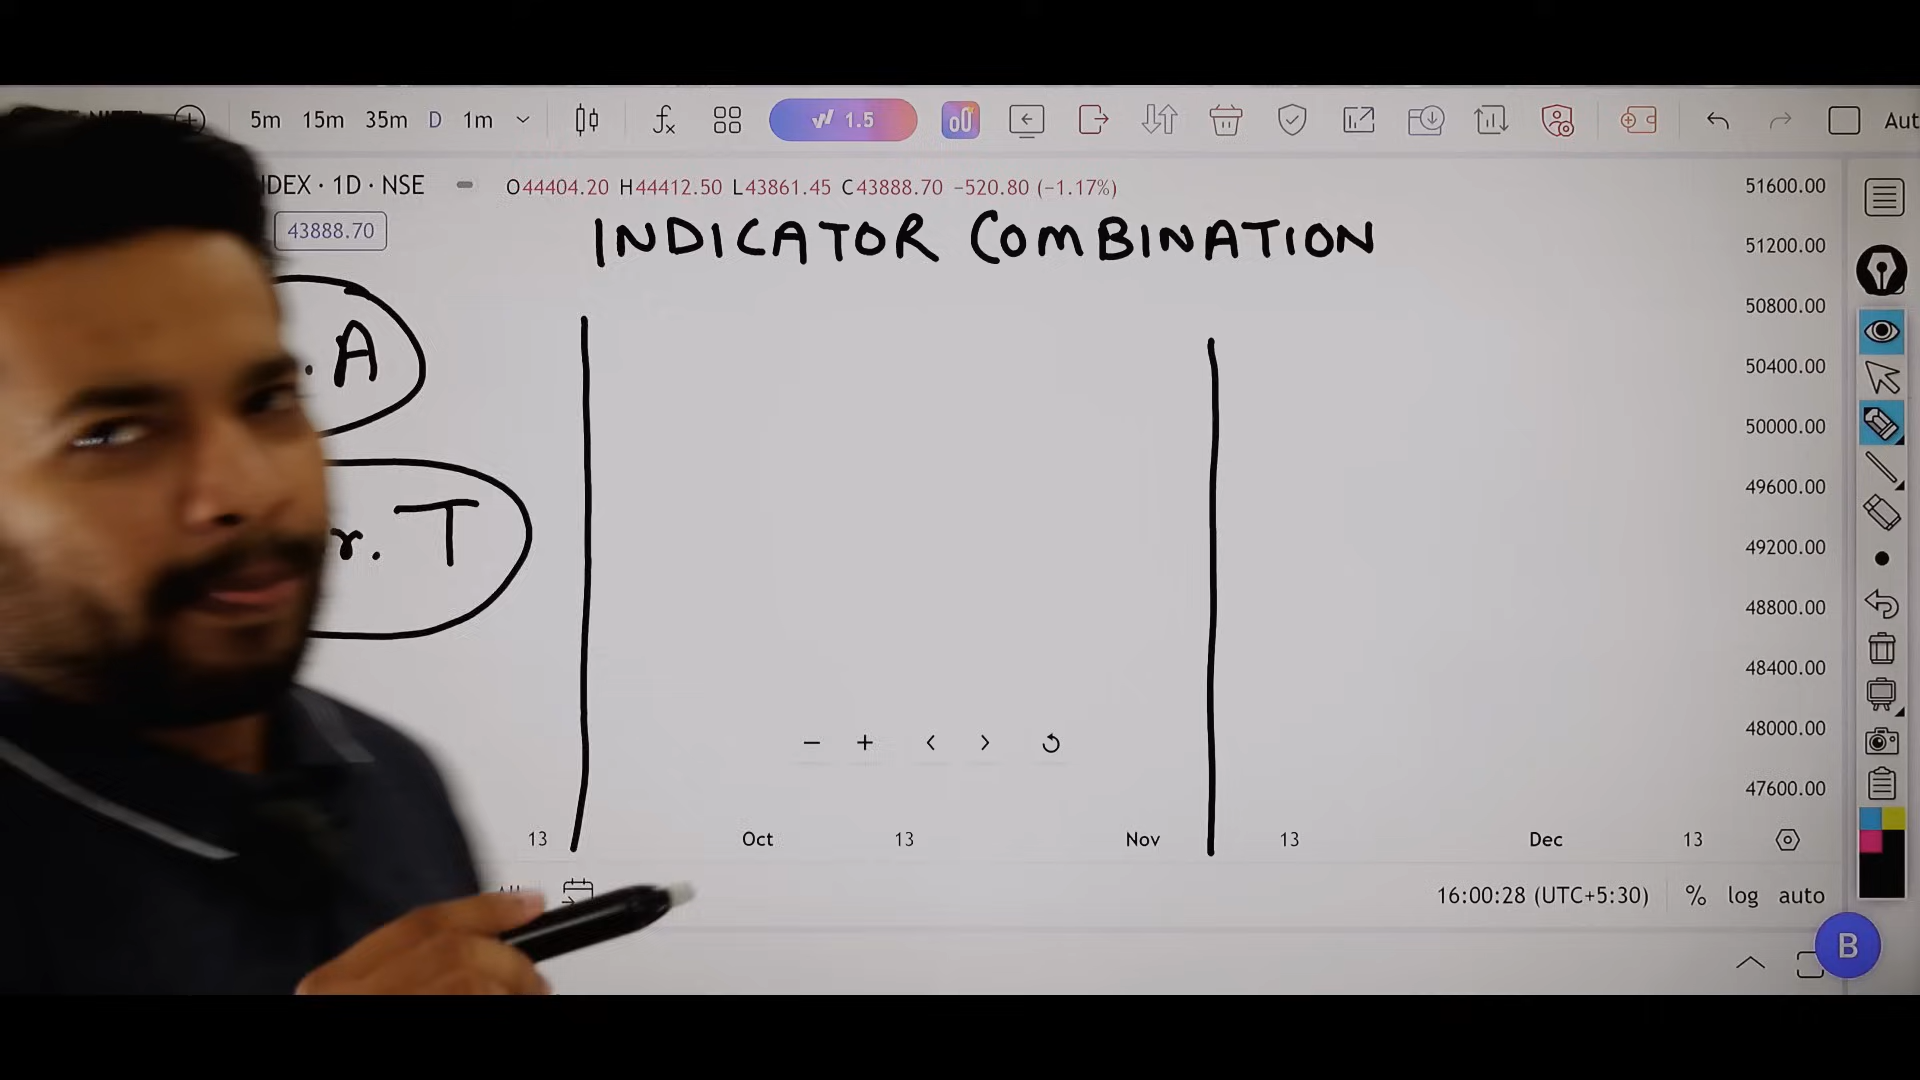 5m 15m 35m D 1m 1.5 Aut
INDEX · 1D · NSE O44404.20 H44412.50 L43861.45 C43888.70 −520.80 (−1.17%)
43888.70
INDICATOR COMBINATION
. A
r. T
51600.00
51200.00
50800.00
50400.00
50000.00
49600.00
49200.00
48800.00
48400.00
48000.00
47600.00
13 Oct 13 Nov 13 Dec 13
16:00:28 (UTC+5:30) % log auto
B